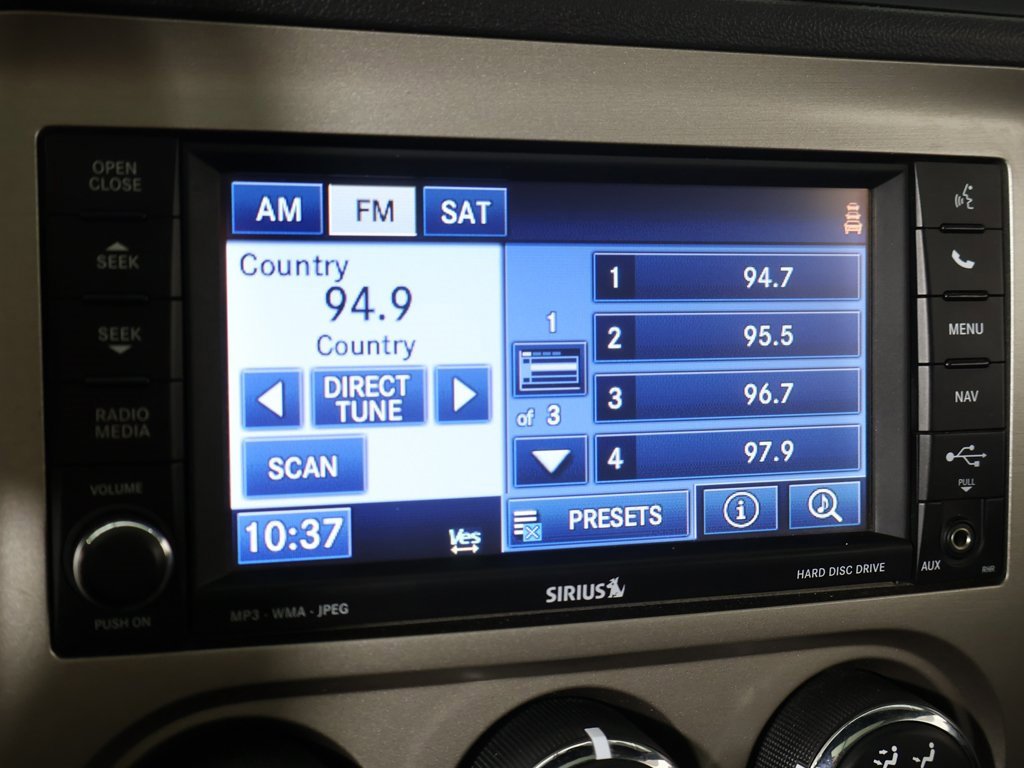 OPEN
CLOSE
SEEK
SEEK
RADIO
MEDIA
VOLUME
PUSH ON
AM
FM
SAT
Country
94.9
Country
DIRECT
TUNE
SCAN
10:37
Ves
1
of 3
1 94.7
2 95.5
3 96.7
4 97.9
PRESETS
MP3 - WMA - JPEG
SIRIUS
HARD DISC DRIVE
MENU
NAV
PULL
AUX
RHR